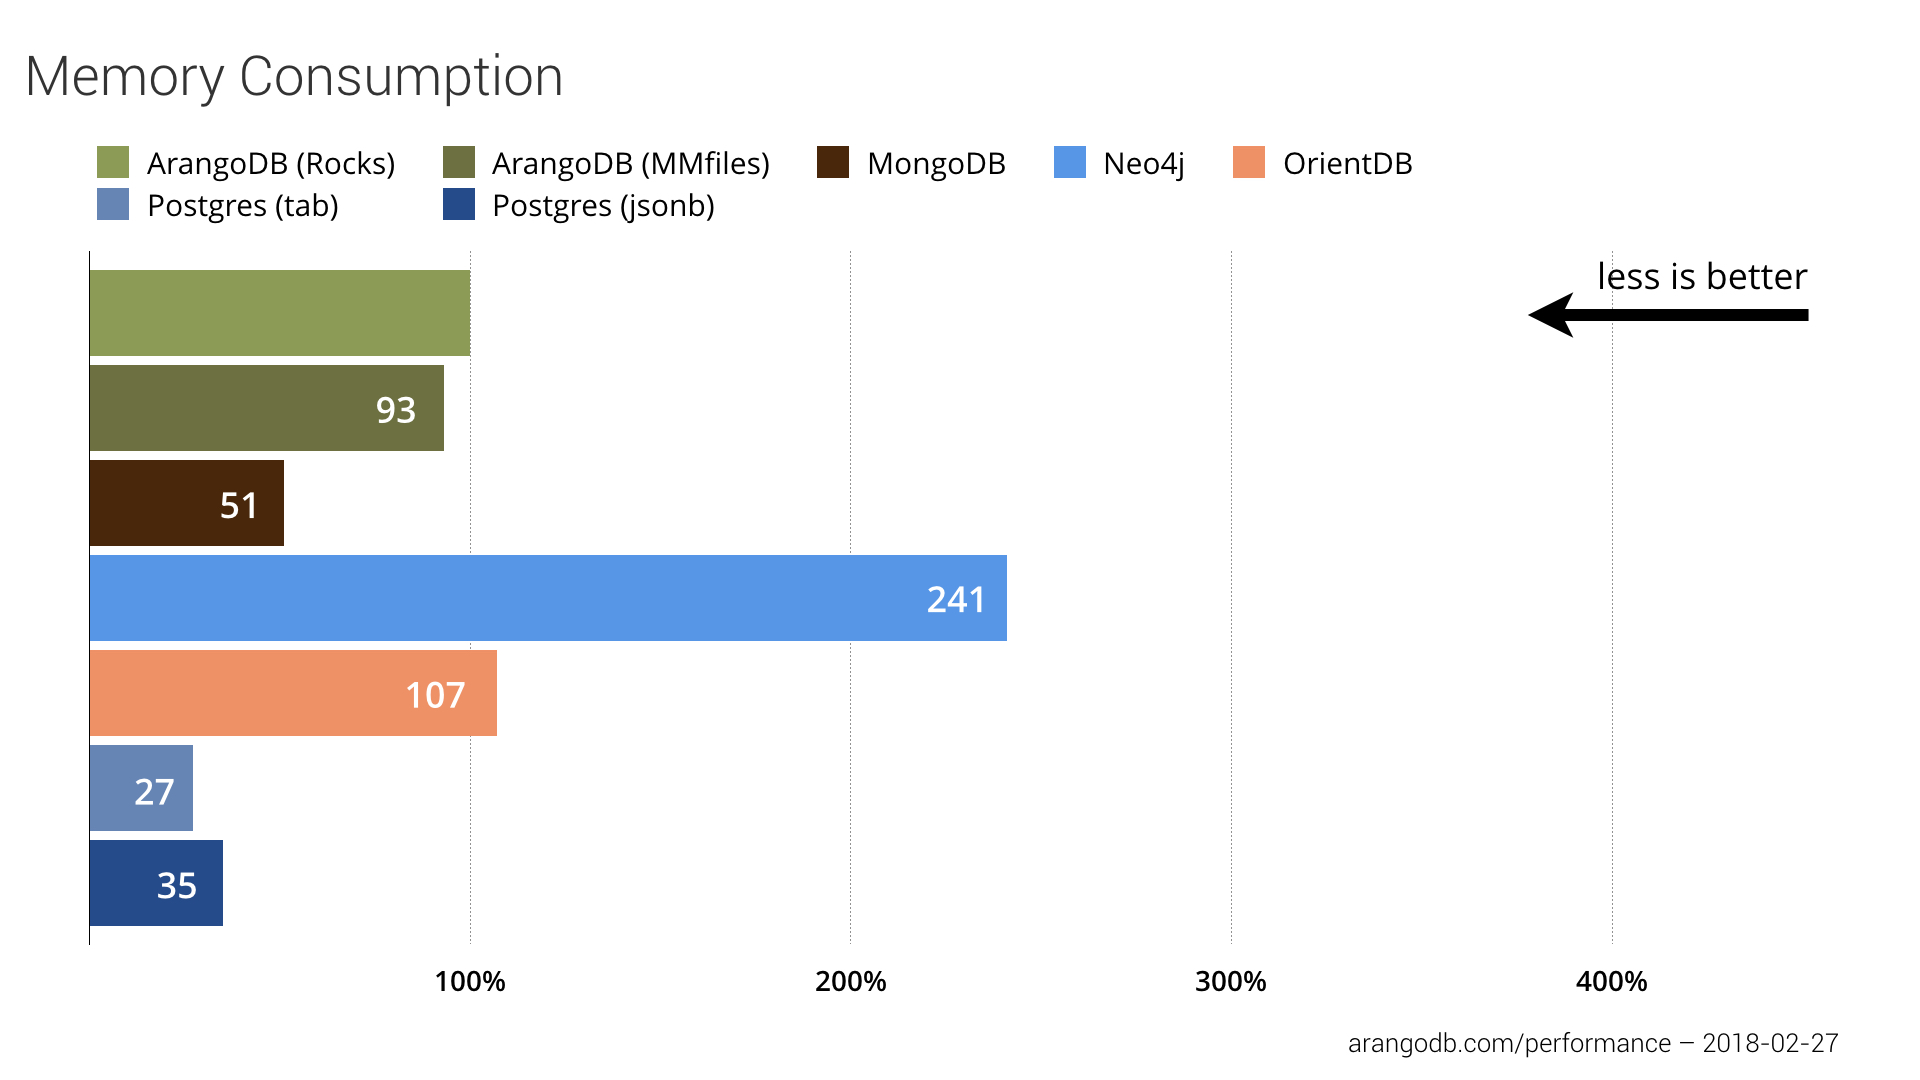 Memory Consumption
ArangoDB (Rocks) ArangoDB (MMfiles) MongoDB Neo4j OrientDB
Postgres (tab) Postgres (jsonb)
less is better
93
51
241
107
27
35
100% 200% 300% 400%
arangodb.com/performance – 2018-02-27